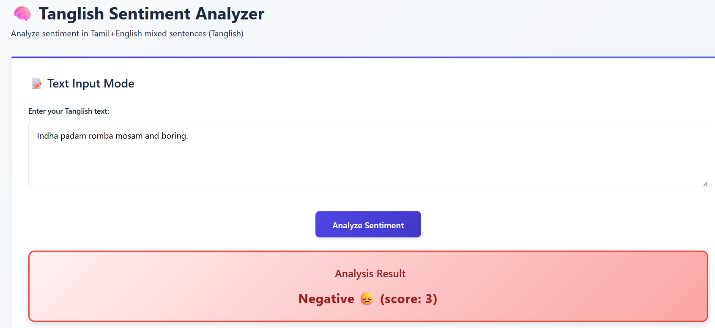 🧠 Tanglish Sentiment Analyzer
Analyze sentiment in Tamil+English mixed sentences (Tanglish)
📝 Text Input Mode
Enter your Tanglish text:
Indha padam romba mosam and boring.
Analyze Sentiment
Analysis Result
Negative 😞 (score: 3)